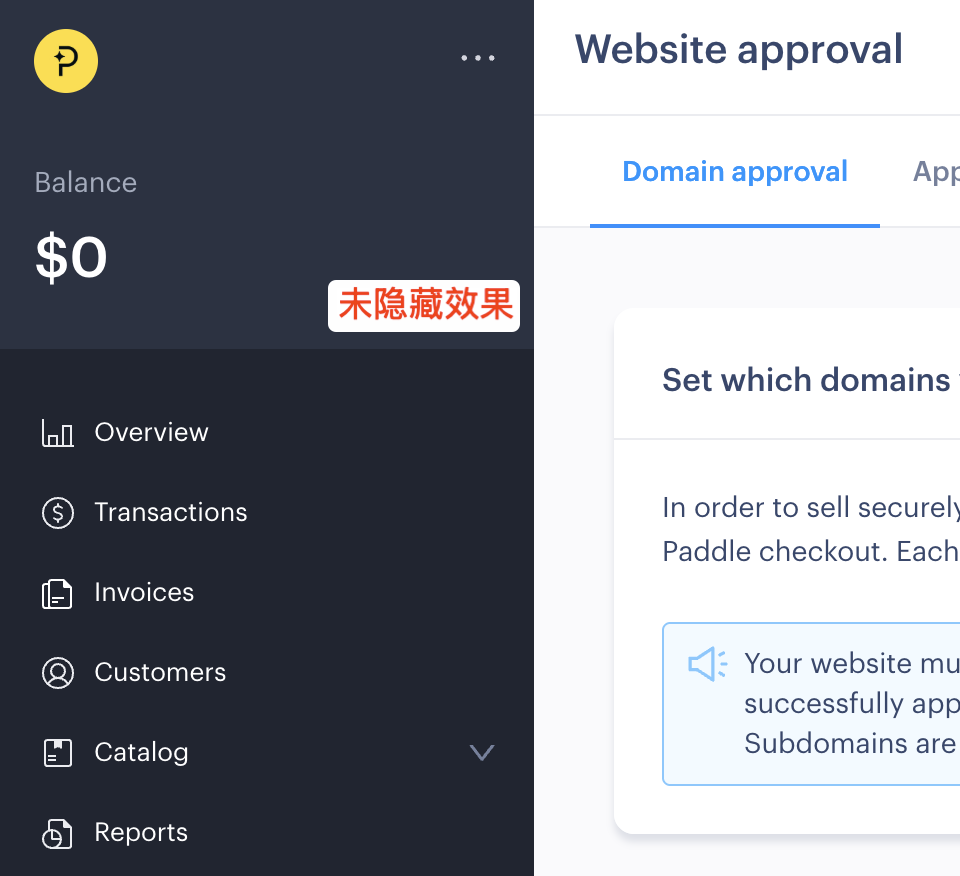 Balance
$0
未隐藏效果
Overview
Transactions
Invoices
Customers
Catalog
Reports
Website approval
Domain approval
App
Set which domains
In order to sell securely
Paddle checkout. Each
Your website mu
successfully app
Subdomains are